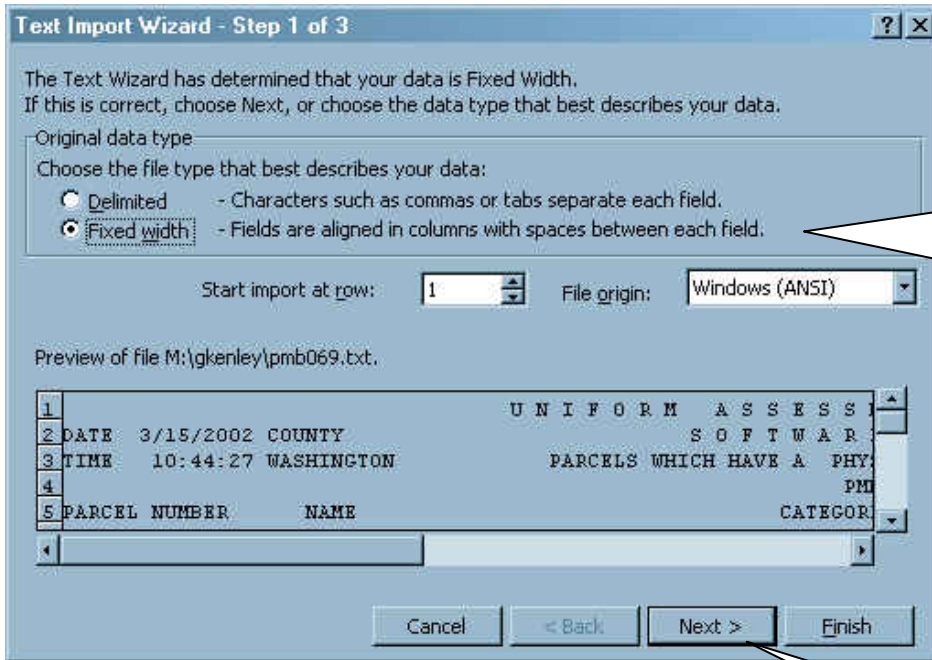 Text Import Wizard - Step 1 of 3
The Text Wizard has determined that your data is Fixed Width.
If this is correct, choose Next, or choose the data type that best describes your data.
Original data type
Choose the file type that best describes your data:
Delimited - Characters such as commas or tabs separate each field.
Fixed width - Fields are aligned in columns with spaces between each field.
Start import at row: 1 File origin: Windows (ANSI)
Preview of file M:\gkenley\pmb069.txt.
1 U N I F O R M A S S E S S
2 DATE 3/15/2002 COUNTY S O F T W A R
3 TIME 10:44:27 WASHINGTON PARCELS WHICH HAVE A PHY
4 PM
5 PARCEL NUMBER NAME CATEGOR
Cancel < Back Next > Finish